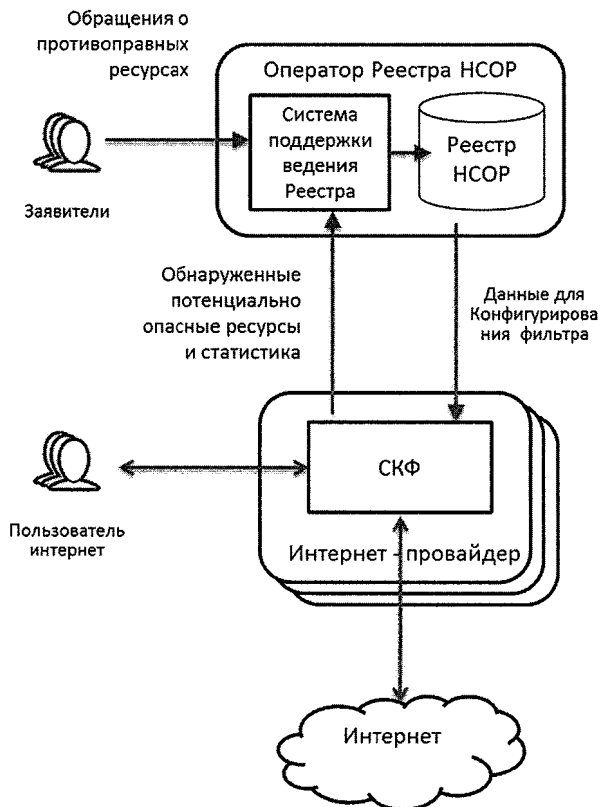 Обращения о
противоправных
ресурсах
Оператор Реестра НСОР
Система
поддержки
ведения
Реестра
Реестр
НСОР
Заявители
Обнаруженные
потенциально
опасные ресурсы
и статистика
Данные для
Конфигурирова
ния фильтра
СКФ
Пользователь
интернет
Интернет - провайдер
Интернет